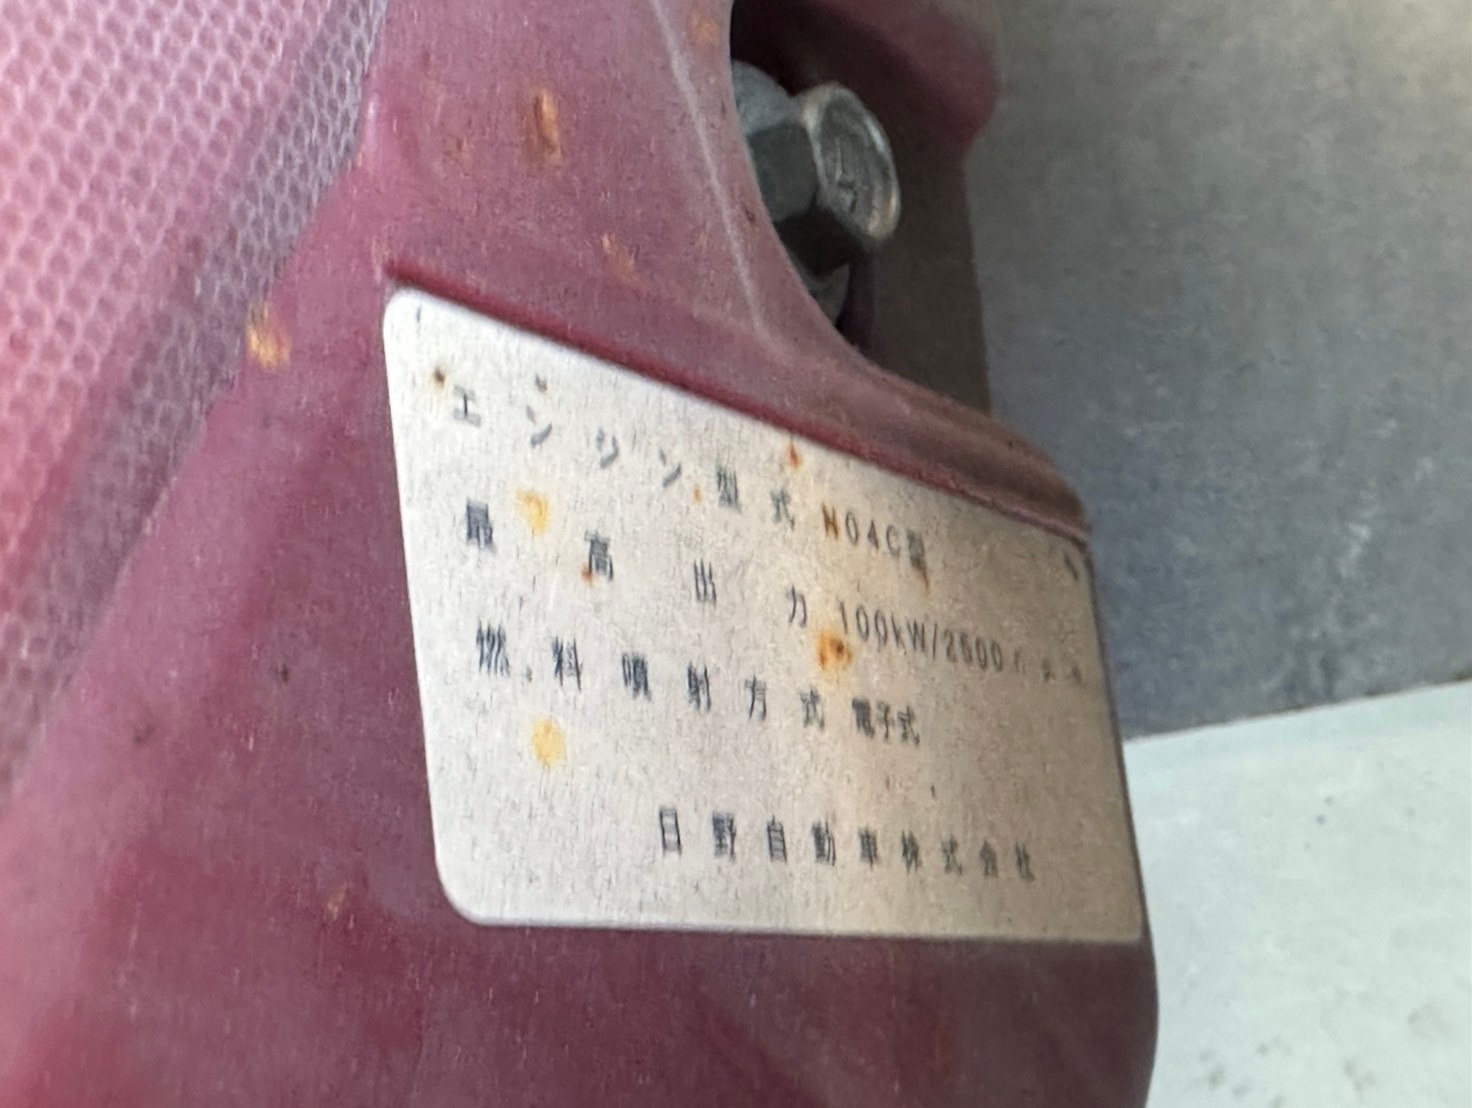 エンジン型式 N04C型
最高出力 100kW/2500
燃料噴射方式 電子式
日野自動車株式会社